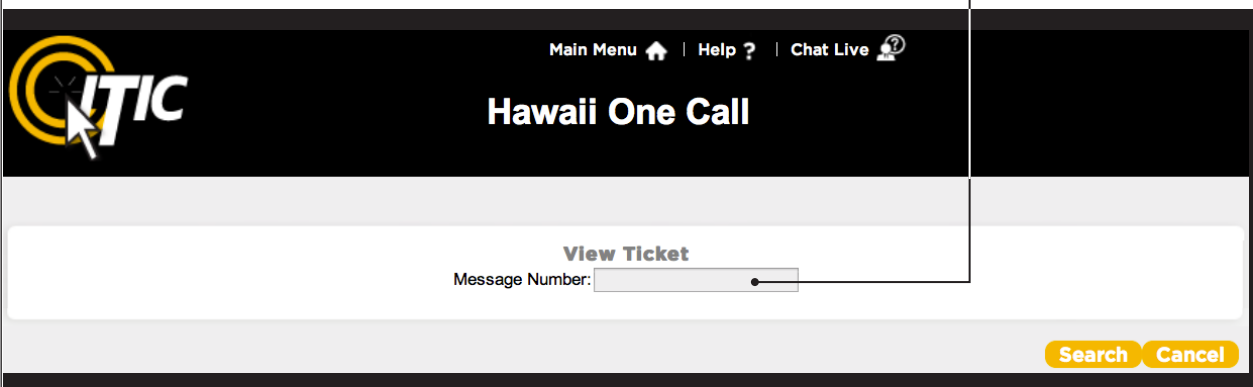 Main Menu | Help ? | Chat Live
ITIC
Hawaii One Call
View Ticket
Message Number:
Search Cancel